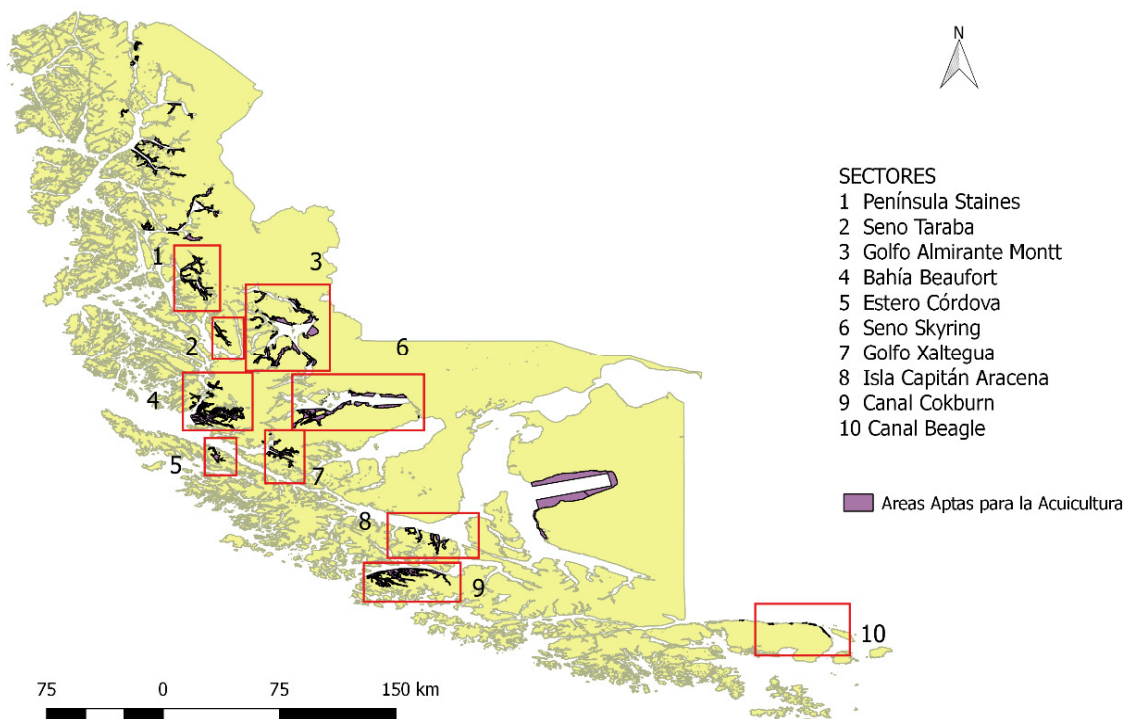 N
SECTORES
1 Península Staines
2 Seno Taraba
3 Golfo Almirante Montt
4 Bahía Beaufort
5 Estero Córdova
6 Seno Skyring
7 Golfo Xaltegua
8 Isla Capitán Aracena
9 Canal Cokburn
10 Canal Beagle
Areas Aptas para la Acuicultura
1
3
2
6
4
5
7
8
9
10
75 0 75 150 km